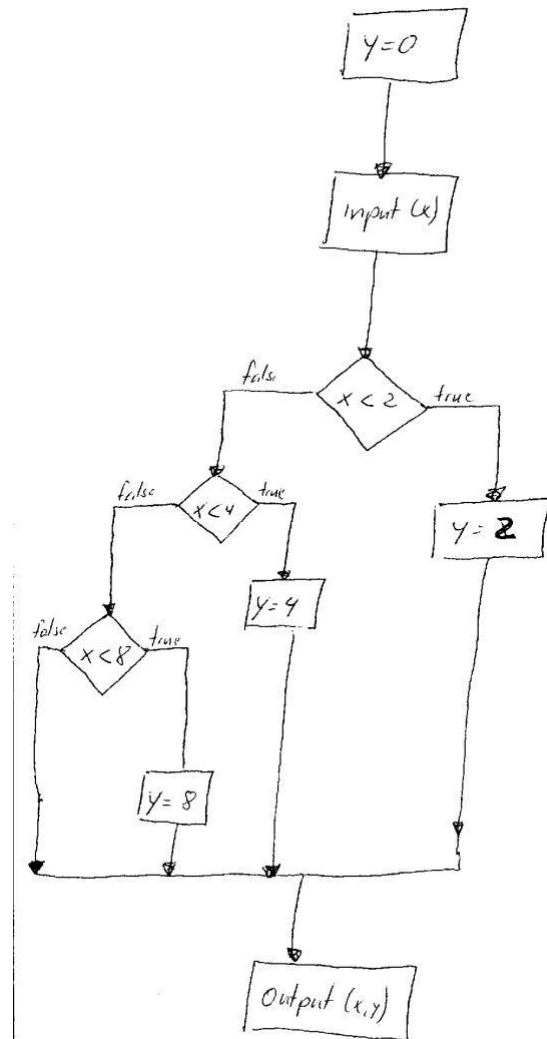 y=0
input (x)
false
x < 2
true
false
x<4
true
y = 2
y=4
false
x<8
true
y= 8
Output (x,y)